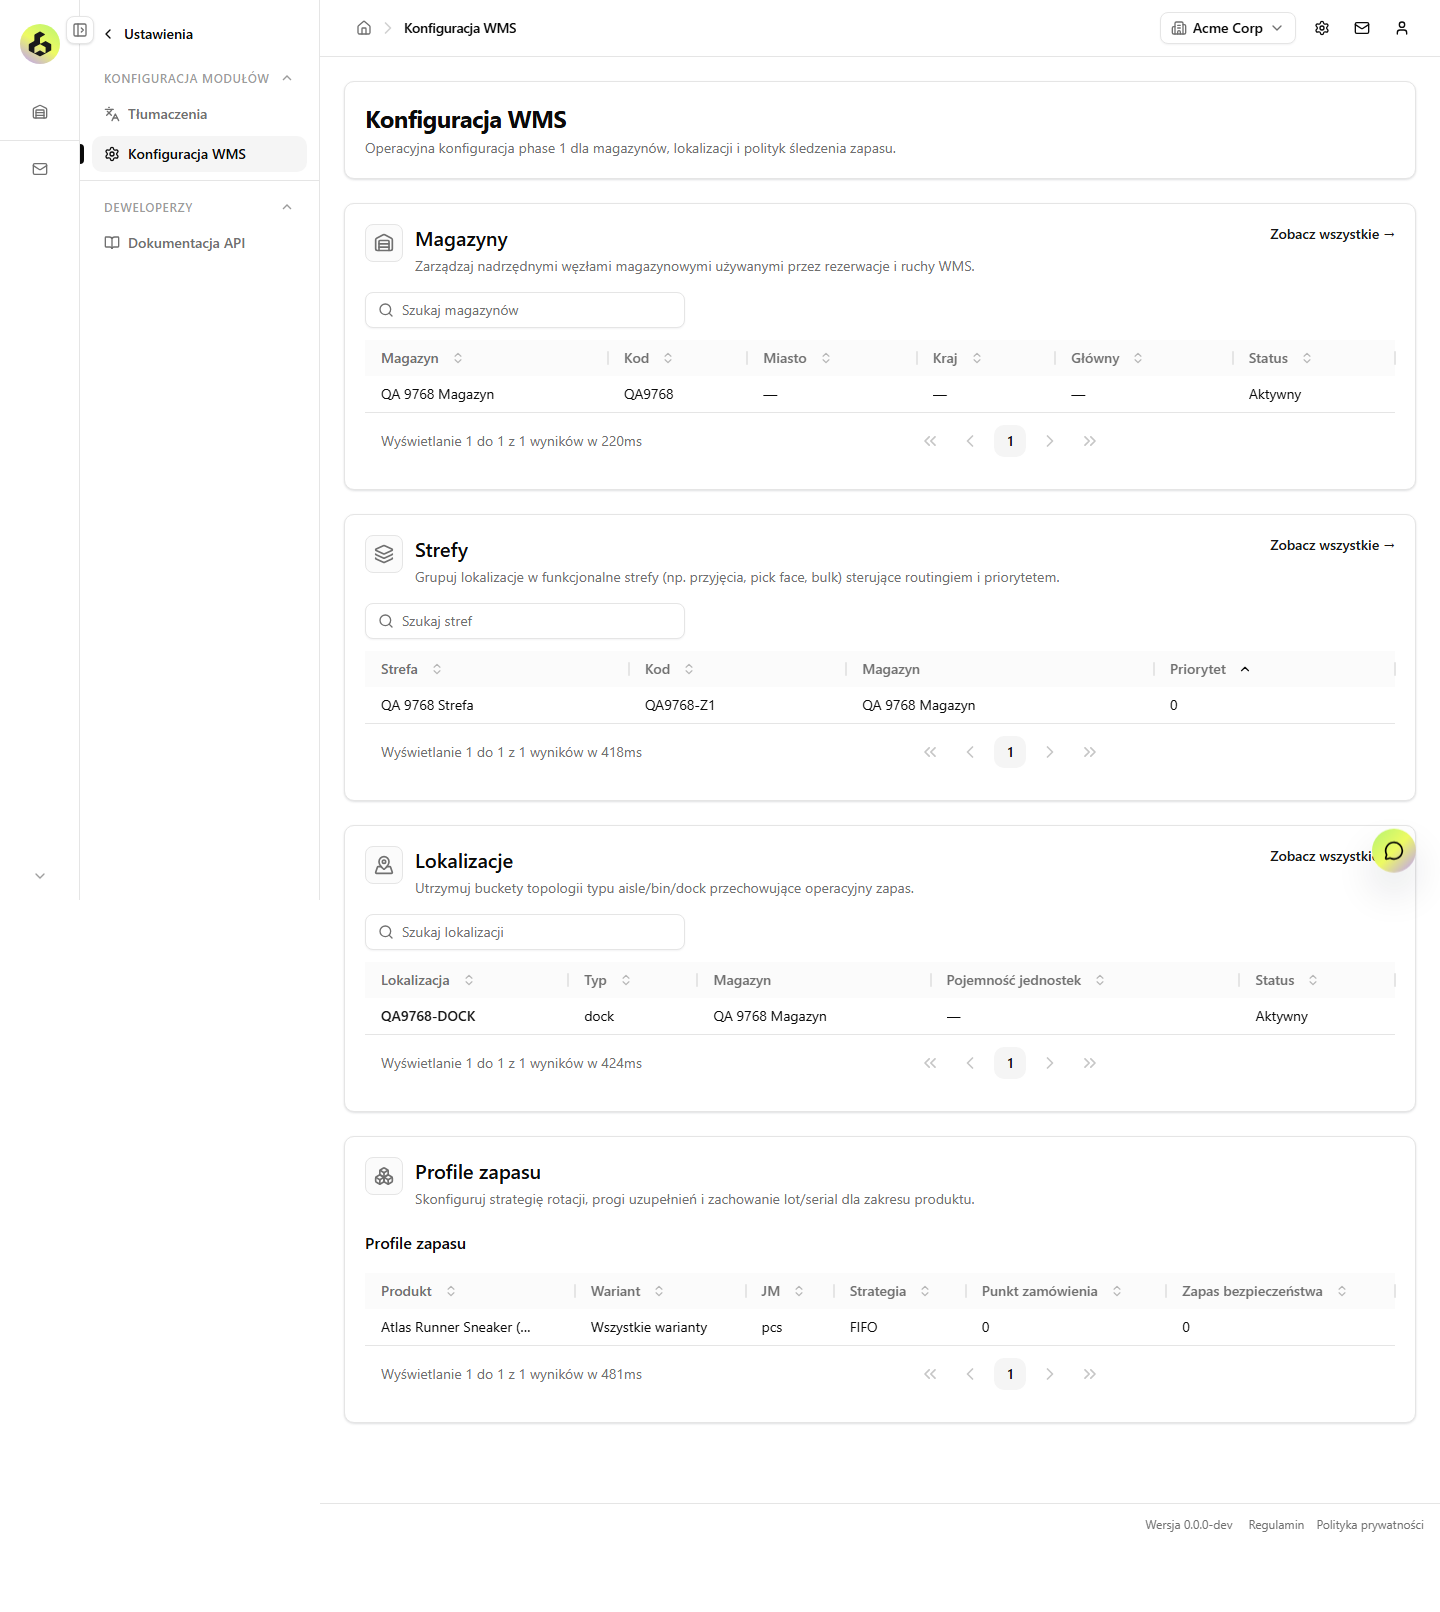 Ustawienia
KONFIGURACJA MODUŁÓW
Tłumaczenia
Konfiguracja WMS
DEWELOPERZY
Dokumentacja API
Konfiguracja WMS
Acme Corp
Konfiguracja WMS
Operacyjna konfiguracja phase 1 dla magazynów, lokalizacji i polityk śledzenia zapasu.
Magazyny
Zobacz wszystkie →
Zarządzaj nadrzędnymi węzłami magazynowymi używanymi przez rezerwacje i ruchy WMS.
Szukaj magazynów
Magazyn Kod Miasto Kraj Główny Status
QA 9768 Magazyn QA9768 — — — Aktywny
Wyświetlanie 1 do 1 z 1 wyników w 220ms
1
Strefy
Zobacz wszystkie →
Grupuj lokalizacje w funkcjonalne strefy (np. przyjęcia, pick face, bulk) sterujące routingiem i priorytetem.
Szukaj stref
Strefa Kod Magazyn Priorytet
QA 9768 Strefa QA9768-Z1 QA 9768 Magazyn 0
Wyświetlanie 1 do 1 z 1 wyników w 418ms
1
Lokalizacje
Zobacz
Utrzymuj buckety topologii typu aisle/bin/dock przechowujące operacyjny zapas.
Szukaj lokalizacji
Lokalizacja Typ Magazyn Pojemność jednostek Status
QA9768-DOCK dock QA 9768 Magazyn — Aktywny
Wyświetlanie 1 do 1 z 1 wyników w 424ms
1
Profile zapasu
Skonfiguruj strategię rotacji, progi uzupełnień i zachowanie lot/serial dla zakresu produktu.
Profile zapasu
Produkt Wariant JM Strategia Punkt zamówienia Zapas bezpieczeństwa
Atlas Runner Sneaker (... Wszystkie warianty pcs FIFO 0 0
Wyświetlanie 1 do 1 z 1 wyników w 481ms
1
Wersja 0.0.0-dev Regulamin Polityka prywatności